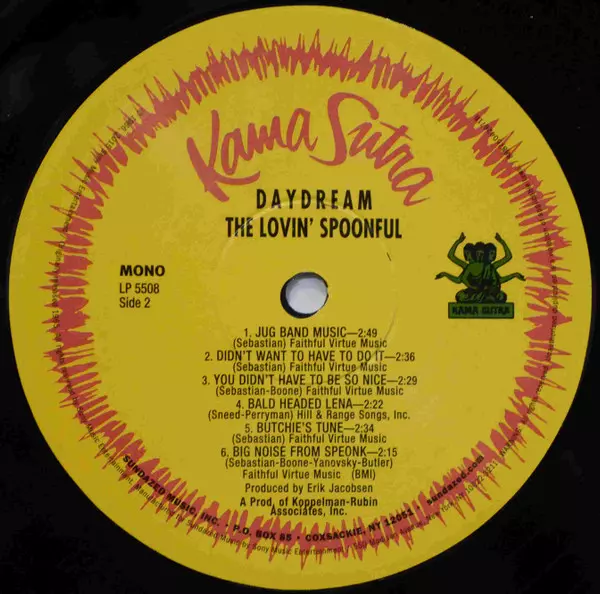 Kama Sutra
DAYDREAM
THE LOVIN' SPOONFUL
MONO
LP 5508
Side 2
KAMA SUTRA
1. JUG BAND MUSIC—2:49
(Sebastian) Faithful Virtue Music
2. DIDN'T WANT TO HAVE TO DO IT—2:36
(Sebastian) Faithful Virtue Music
3. YOU DIDN'T HAVE TO BE SO NICE—2:29
(Sebastian-Boone) Faithful Virtue Music
4. BALD HEADED LENA—2:22
(Sneed-Perryman) Hill & Range Songs, Inc.
5. BUTCHIE'S TUNE—2:34
(Sebastian) Faithful Virtue Music
6. BIG NOISE FROM SPEONK—2:15
(Sebastian-Boone-Yanovsky-Butler)
Faithful Virtue Music (BMI)
Produced by Erik Jacobsen
A Prod. of Koppelman-Rubin
Associates, Inc.
SUNDAZED MUSIC, INC. • P.O. BOX 85 • COXSACKIE, NY 12051 • sundazed.com
Sony Music Entertainment